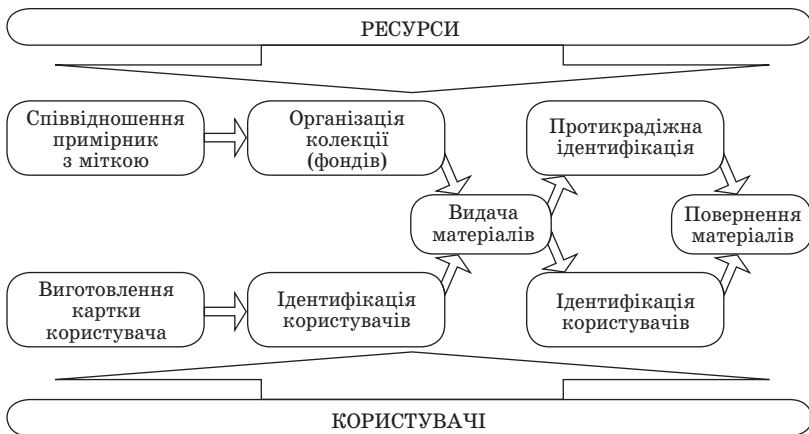 РЕСУРСИ
Співвідношення
примірник
з міткою
Організація
колекції
(фондів)
Протикрадіжна
ідентифікація
Видача
матеріалів
Повернення
матеріалів
Виготовлення
картки
користувача
Ідентифікація
користувачів
Ідентифікація
користувачів
КОРИСТУВАЧІ